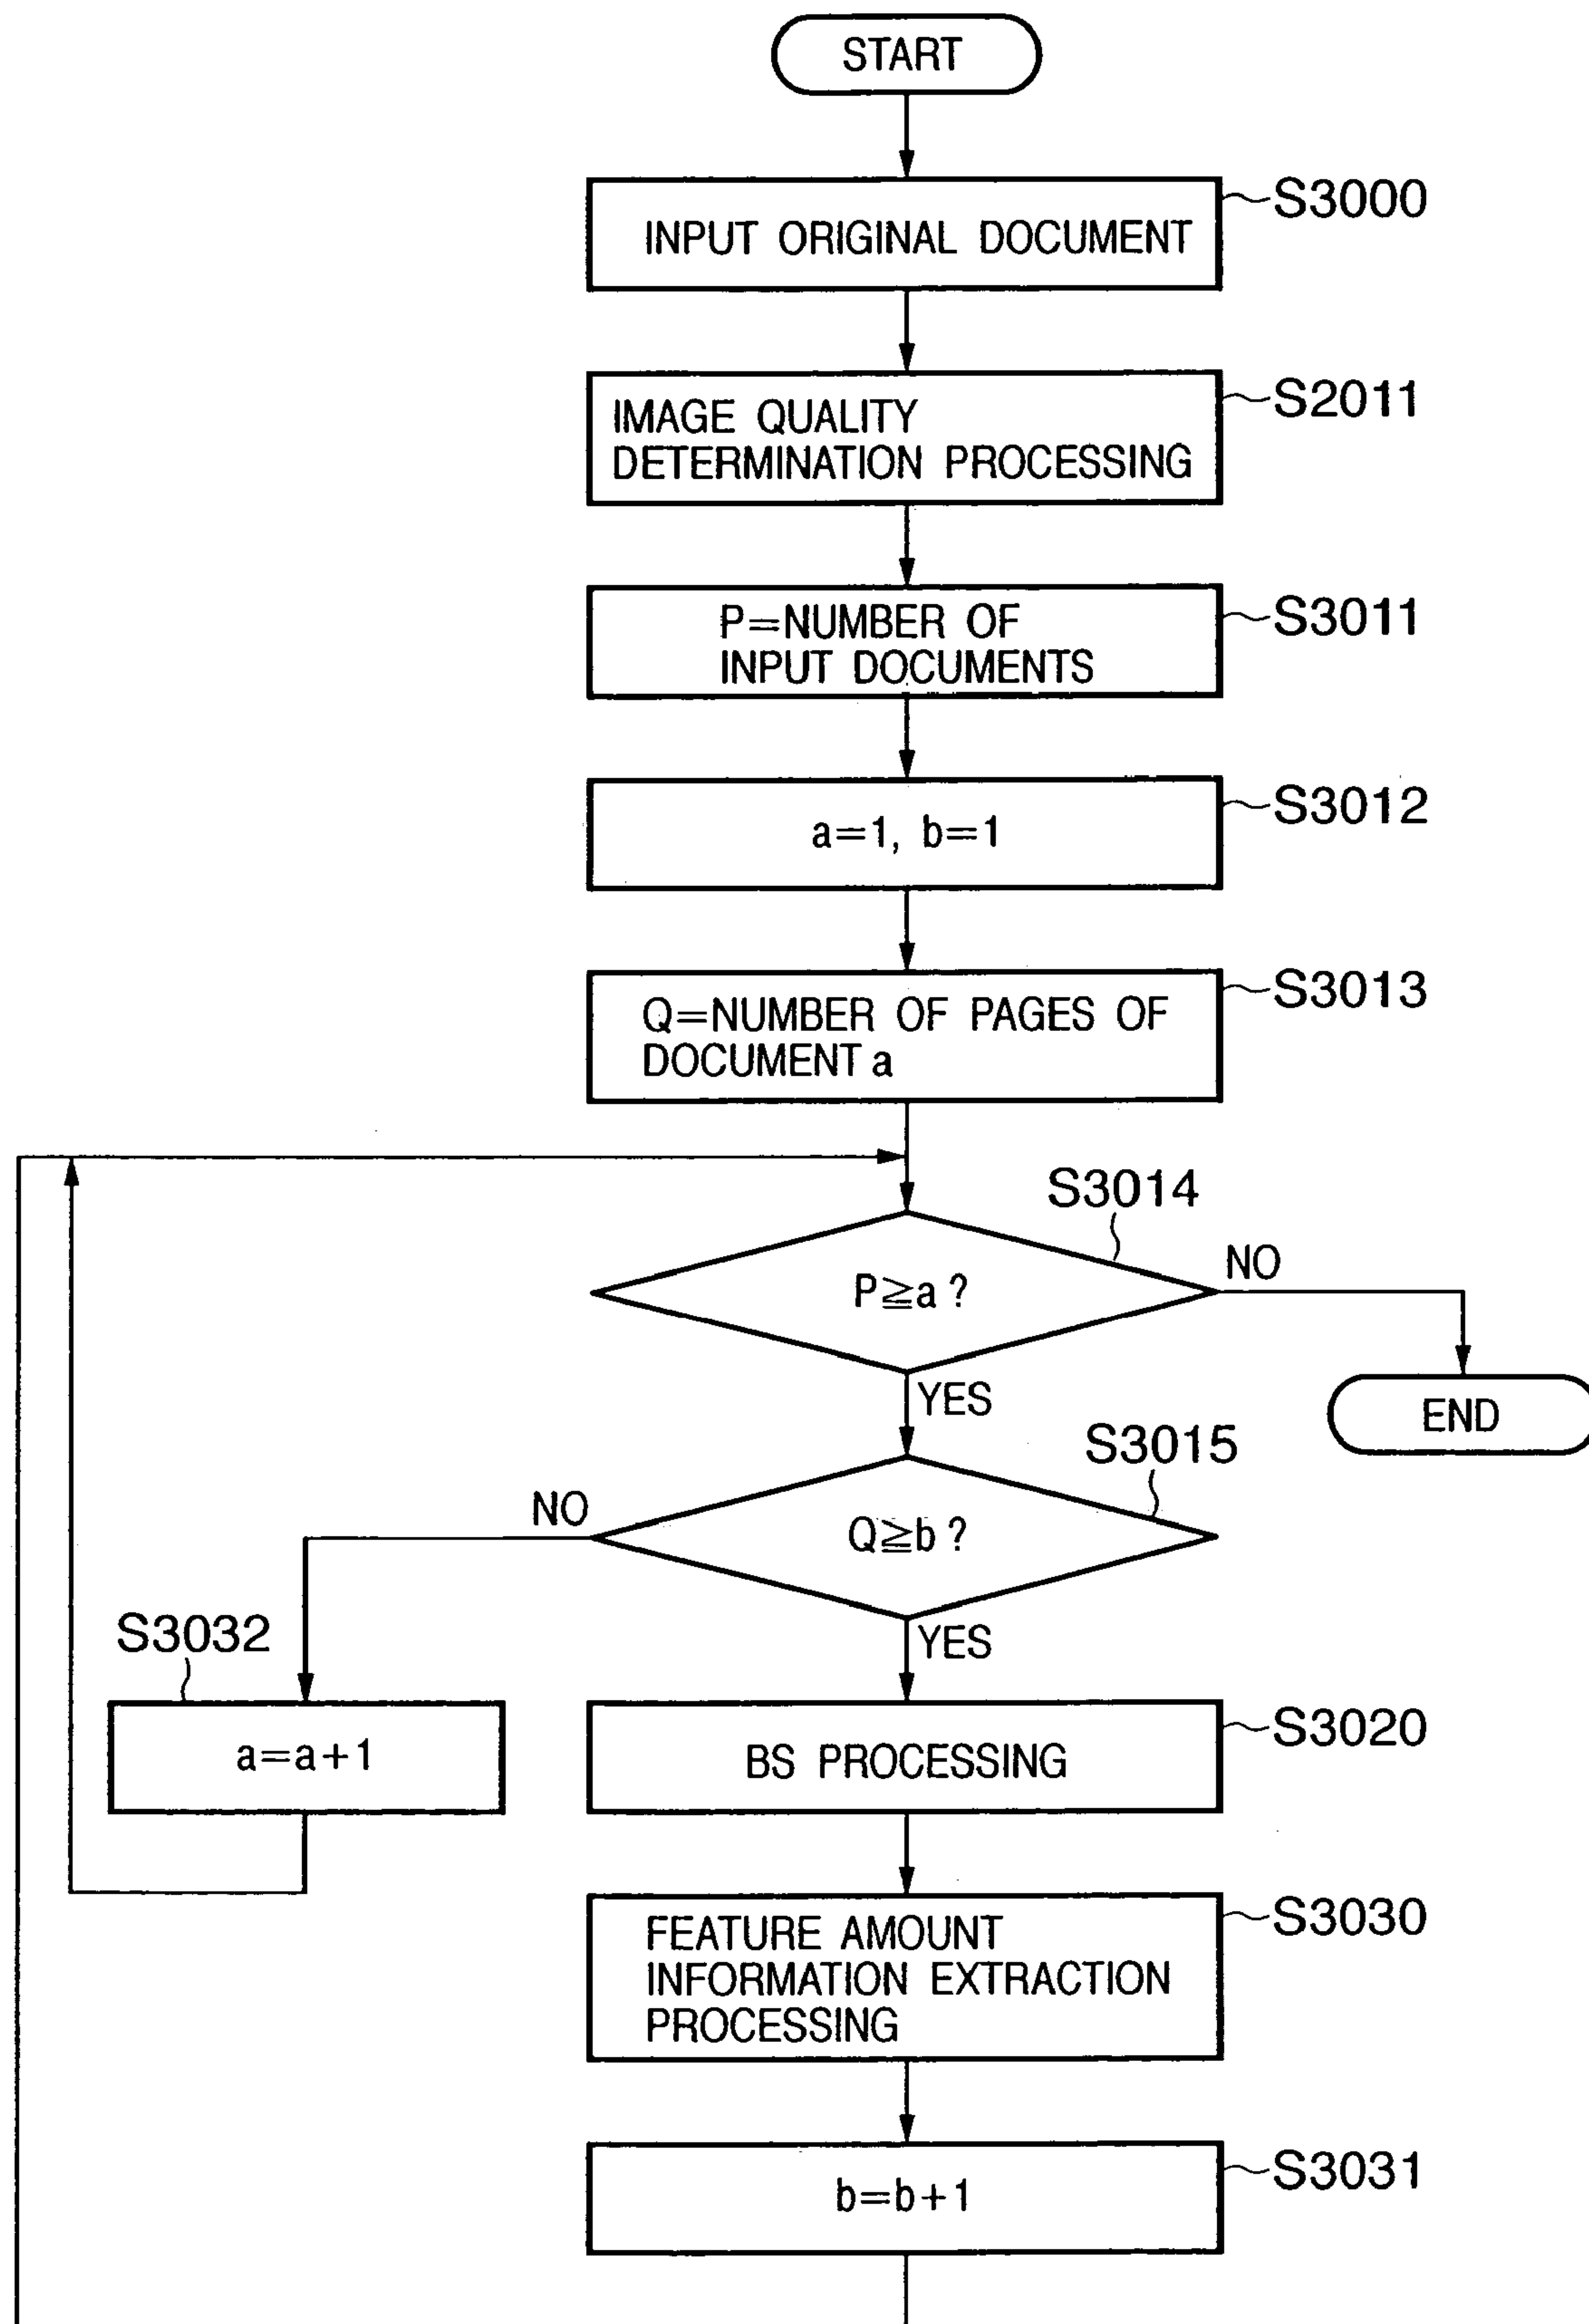 START
S3000
INPUT ORIGINAL DOCUMENT
S2011
IMAGE QUALITY
DETERMINATION PROCESSING
S3011
P=NUMBER OF
INPUT DOCUMENTS
S3012
a=1, b=1
S3013
Q=NUMBER OF PAGES OF
DOCUMENT a
S3014
NO
P≧a ?
YES
END
S3015
NO
Q≧b ?
YES
S3032
a=a+1
S3020
BS PROCESSING
S3030
FEATURE AMOUNT
INFORMATION EXTRACTION
PROCESSING
S3031
b=b+1